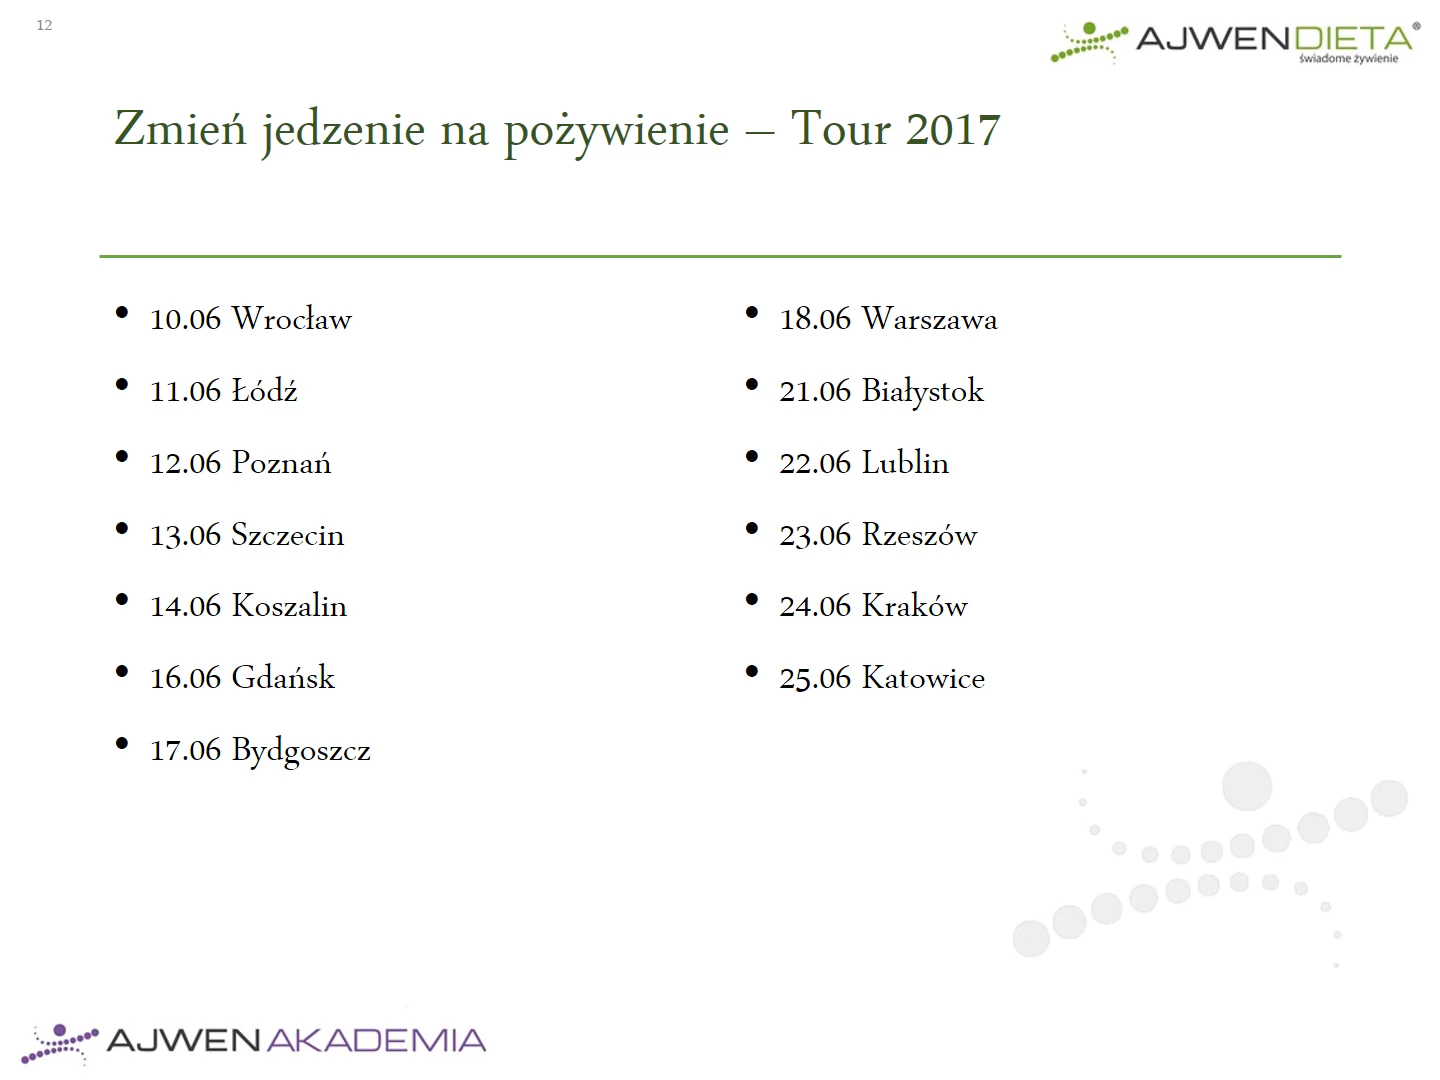 12
AJWENDIETA®
świadome żywienie
Zmień jedzenie na pożywienie – Tour 2017
• 10.06 Wrocław
• 11.06 Łódź
• 12.06 Poznań
• 13.06 Szczecin
• 14.06 Koszalin
• 16.06 Gdańsk
• 17.06 Bydgoszcz
• 18.06 Warszawa
• 21.06 Białystok
• 22.06 Lublin
• 23.06 Rzeszów
• 24.06 Kraków
• 25.06 Katowice
AJWEN AKADEMIA